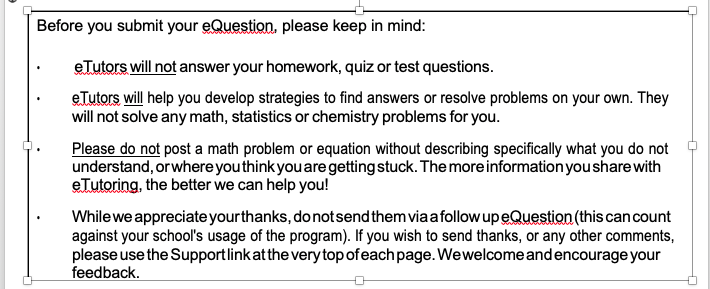 Before you submit your eQuestion, please keep in mind:
• eTutors will not answer your homework, quiz or test questions.
• eTutors will help you develop strategies to find answers or resolve problems on your own. They
will not solve any math, statistics or chemistry problems for you.
• Please do not post a math problem or equation without describing specifically what you do not
understand, or where you think you are getting stuck. The more information you share with
eTutoring, the better we can help you!
• While we appreciate your thanks, do not send them via a follow up eQuestion (this can count
against your school's usage of the program). If you wish to send thanks, or any other comments,
please use the Support link at the very top of each page. We welcome and encourage your
feedback.